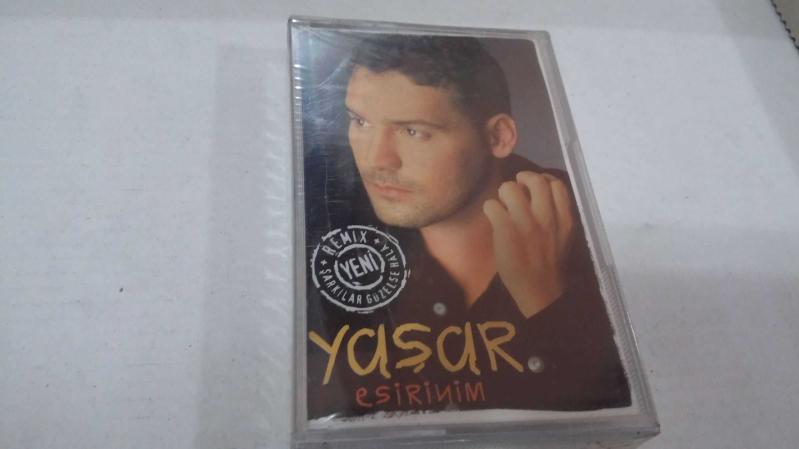 REMIX
YENİ
ŞARKILAR GÜZELSE HALA
YAŞAR
esirinim